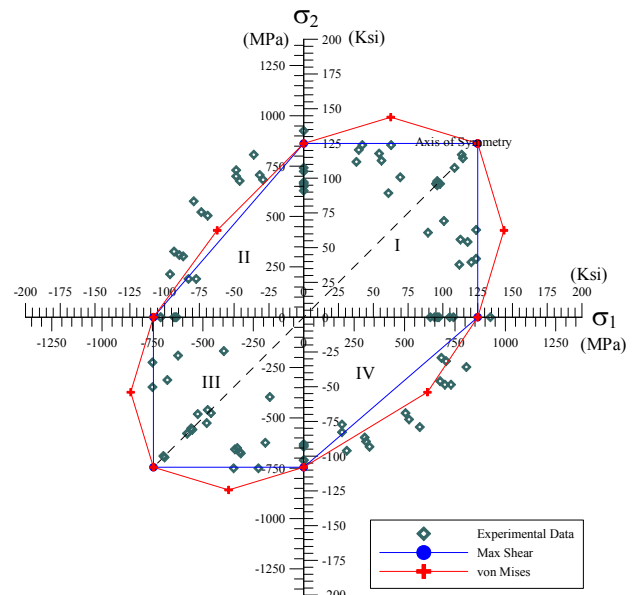 σ2
(MPa) (Ksi)
200
1250
175
150
1000
Axis of Symmetry
125
750
100
75
500
I
50
II
250
25
(Ksi)
-200 -175 -150 -125 -100 -75 -50 -25 0 25 50 75 100 125 150 175 200
0 0
σ1
-1250 -1000 -750 -500 -250 0 250 500 750 1000 1250
(MPa)
-25
-250
IV
III
-50
-500
-75
-100
-750
-125
-1000
-150
-175
-1250
-200
Experimental Data
Max Shear
von Mises